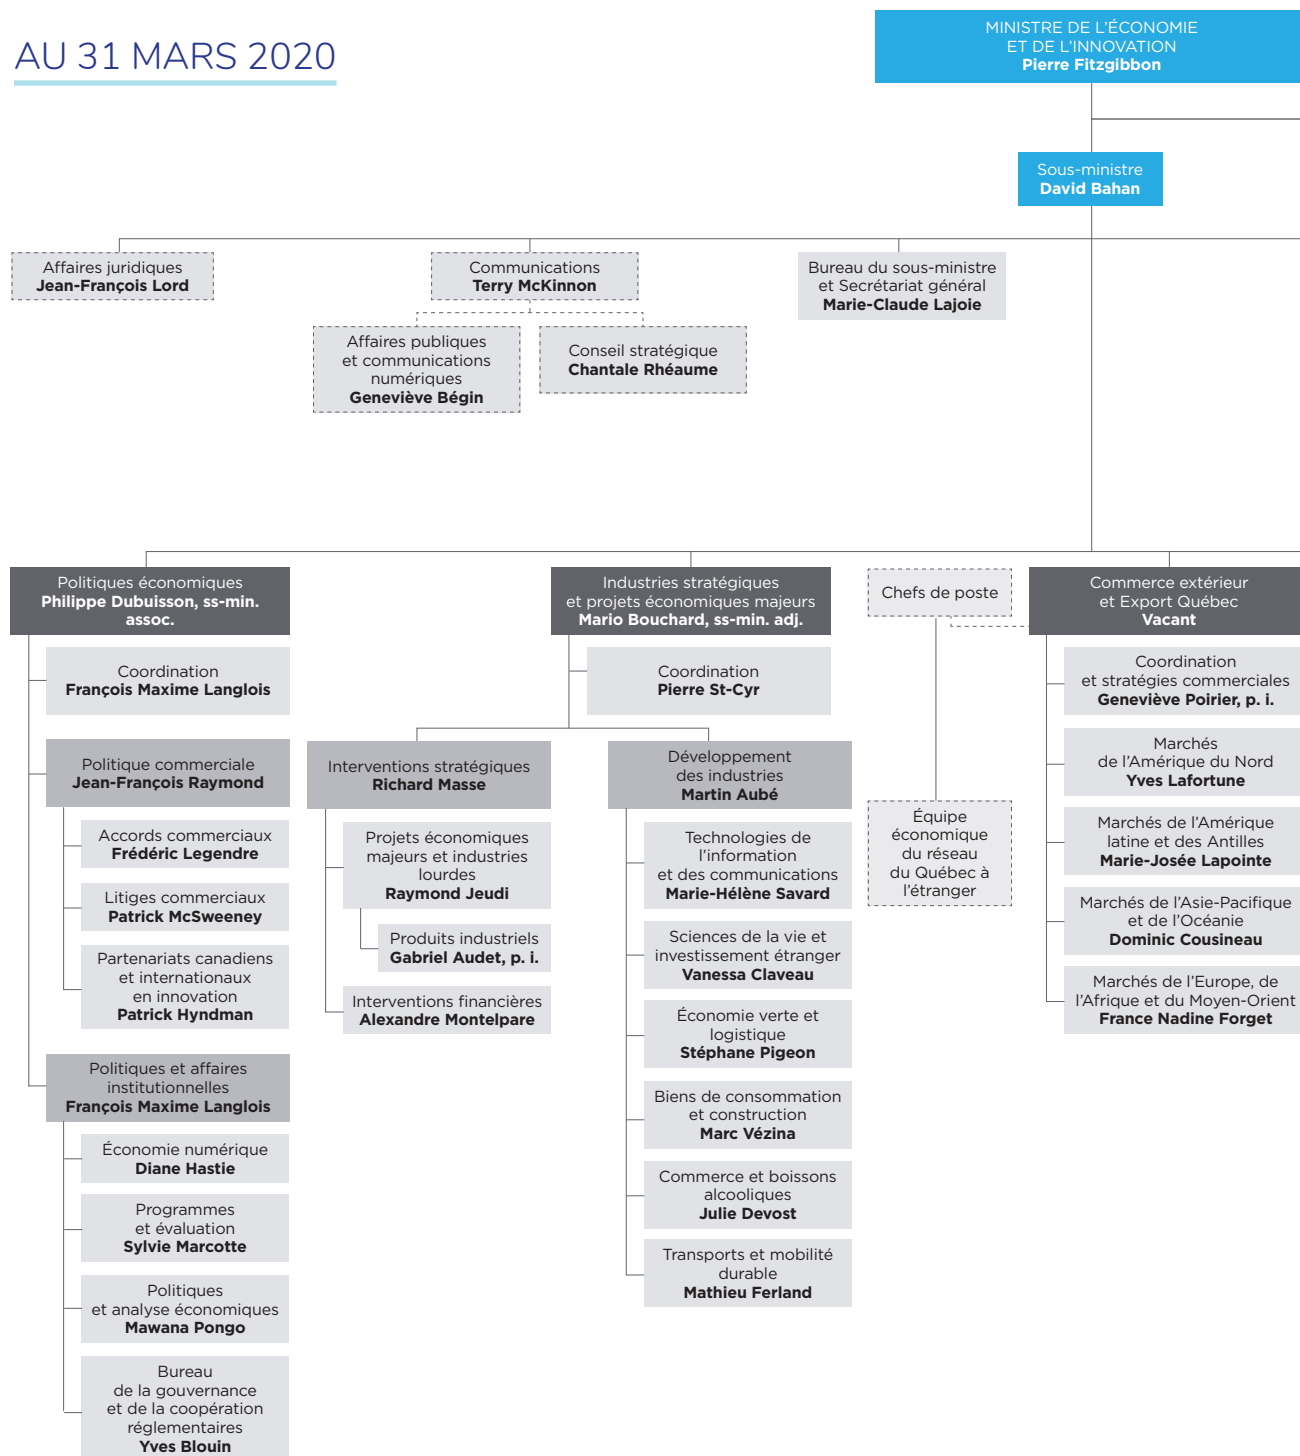 AU 31 MARS 2020
MINISTRE DE L'ÉCONOMIE
ET DE L'INNOVATION
Pierre Fitzgibbon
Sous-ministre
David Bahan
Affaires juridiques
Jean-François Lord
Communications
Terry McKinnon
Bureau du sous-ministre
et Secrétariat général
Marie-Claude Lajoie
Affaires publiques
et communications
numériques
Geneviève Bégin
Conseil stratégique
Chantale Rhéaume
Politiques économiques
Philippe Dubuisson, ss-min.
assoc.
Coordination
François Maxime Langlois
Politique commerciale
Jean-François Raymond
Accords commerciaux
Frédéric Legendre
Litiges commerciaux
Patrick McSweeney
Partenariats canadiens
et internationaux
en innovation
Patrick Hyndman
Politiques et affaires
institutionnelles
François Maxime Langlois
Économie numérique
Diane Hastie
Programmes
et évaluation
Sylvie Marcotte
Politiques
et analyse économiques
Mawana Pongo
Bureau
de la gouvernance
et de la coopération
réglementaires
Yves Blouin
Industries stratégiques
et projets économiques majeurs
Mario Bouchard, ss-min. adj.
Coordination
Pierre St-Cyr
Interventions stratégiques
Richard Masse
Projets économiques
majeurs et industries
lourdes
Raymond Jeudi
Produits industriels
Gabriel Audet, p. i.
Interventions financières
Alexandre Montelpare
Développement
des industries
Martin Aubé
Technologies de
l'information
et des communications
Marie-Hélène Savard
Sciences de la vie et
investissement étranger
Vanessa Claveau
Économie verte et
logistique
Stéphane Pigeon
Biens de consommation
et construction
Marc Vézina
Commerce et boissons
alcooliques
Julie Devost
Transports et mobilité
durable
Mathieu Ferland
Chefs de poste
Équipe
économique
du réseau
du Québec à
l'étranger
Commerce extérieur
et Export Québec
Vacant
Coordination
et stratégies commerciales
Geneviève Poirier, p. i.
Marchés
de l'Amérique du Nord
Yves Lafortune
Marchés de l'Amérique
latine et des Antilles
Marie-Josée Lapointe
Marchés de l'Asie-Pacifique
et de l'Océanie
Dominic Cousineau
Marchés de l'Europe, de
l'Afrique et du Moyen-Orient
France Nadine Forget